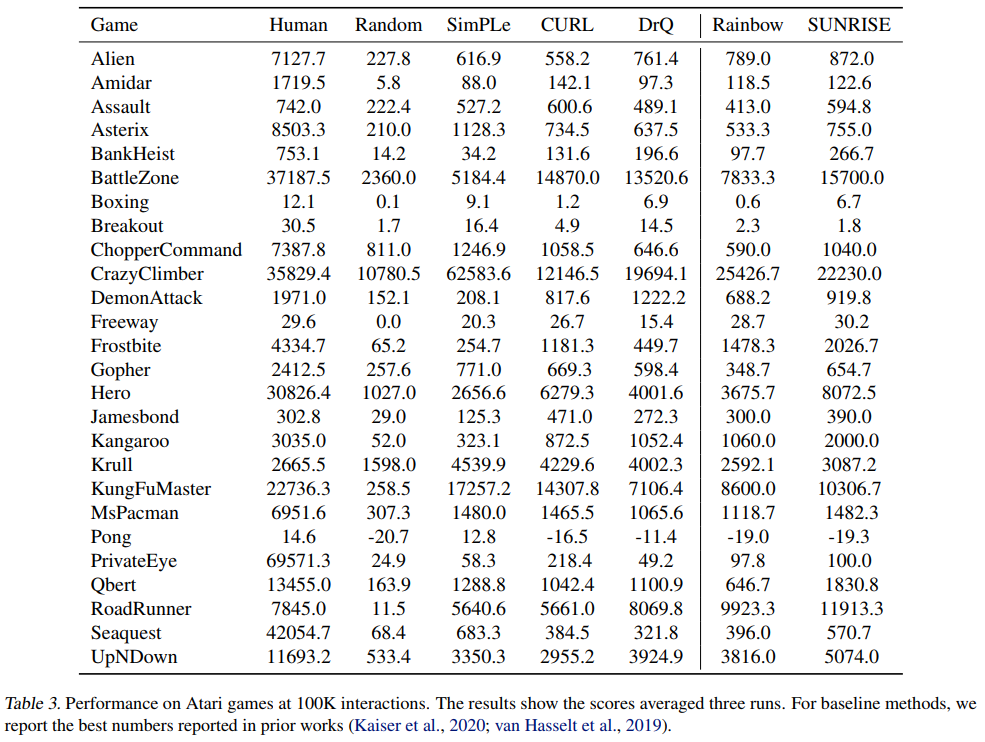 Game Human Random SimPLe CURL DrQ Rainbow SUNRISE
Alien 7127.7 227.8 616.9 558.2 761.4 789.0 872.0
Amidar 1719.5 5.8 88.0 142.1 97.3 118.5 122.6
Assault 742.0 222.4 527.2 600.6 489.1 413.0 594.8
Asterix 8503.3 210.0 1128.3 734.5 637.5 533.3 755.0
BankHeist 753.1 14.2 34.2 131.6 196.6 97.7 266.7
BattleZone 37187.5 2360.0 5184.4 14870.0 13520.6 7833.3 15700.0
Boxing 12.1 0.1 9.1 1.2 6.9 0.6 6.7
Breakout 30.5 1.7 16.4 4.9 14.5 2.3 1.8
ChopperCommand 7387.8 811.0 1246.9 1058.5 646.6 590.0 1040.0
CrazyClimber 35829.4 10780.5 62583.6 12146.5 19694.1 25426.7 22230.0
DemonAttack 1971.0 152.1 208.1 817.6 1222.2 688.2 919.8
Freeway 29.6 0.0 20.3 26.7 15.4 28.7 30.2
Frostbite 4334.7 65.2 254.7 1181.3 449.7 1478.3 2026.7
Gopher 2412.5 257.6 771.0 669.3 598.4 348.7 654.7
Hero 30826.4 1027.0 2656.6 6279.3 4001.6 3675.7 8072.5
Jamesbond 302.8 29.0 125.3 471.0 272.3 300.0 390.0
Kangaroo 3035.0 52.0 323.1 872.5 1052.4 1060.0 2000.0
Krull 2665.5 1598.0 4539.9 4229.6 4002.3 2592.1 3087.2
KungFuMaster 22736.3 258.5 17257.2 14307.8 7106.4 8600.0 10306.7
MsPacman 6951.6 307.3 1480.0 1465.5 1065.6 1118.7 1482.3
Pong 14.6 -20.7 12.8 -16.5 -11.4 -19.0 -19.3
PrivateEye 69571.3 24.9 58.3 218.4 49.2 97.8 100.0
Qbert 13455.0 163.9 1288.8 1042.4 1100.9 646.7 1830.8
RoadRunner 7845.0 11.5 5640.6 5661.0 8069.8 9923.3 11913.3
Seaquest 42054.7 68.4 683.3 384.5 321.8 396.0 570.7
UpNDown 11693.2 533.4 3350.3 2955.2 3924.9 3816.0 5074.0
Table 3. Performance on Atari games at 100K interactions. The results show the scores averaged three runs. For baseline methods, we
report the best numbers reported in prior works (Kaiser et al., 2020; van Hasselt et al., 2019).